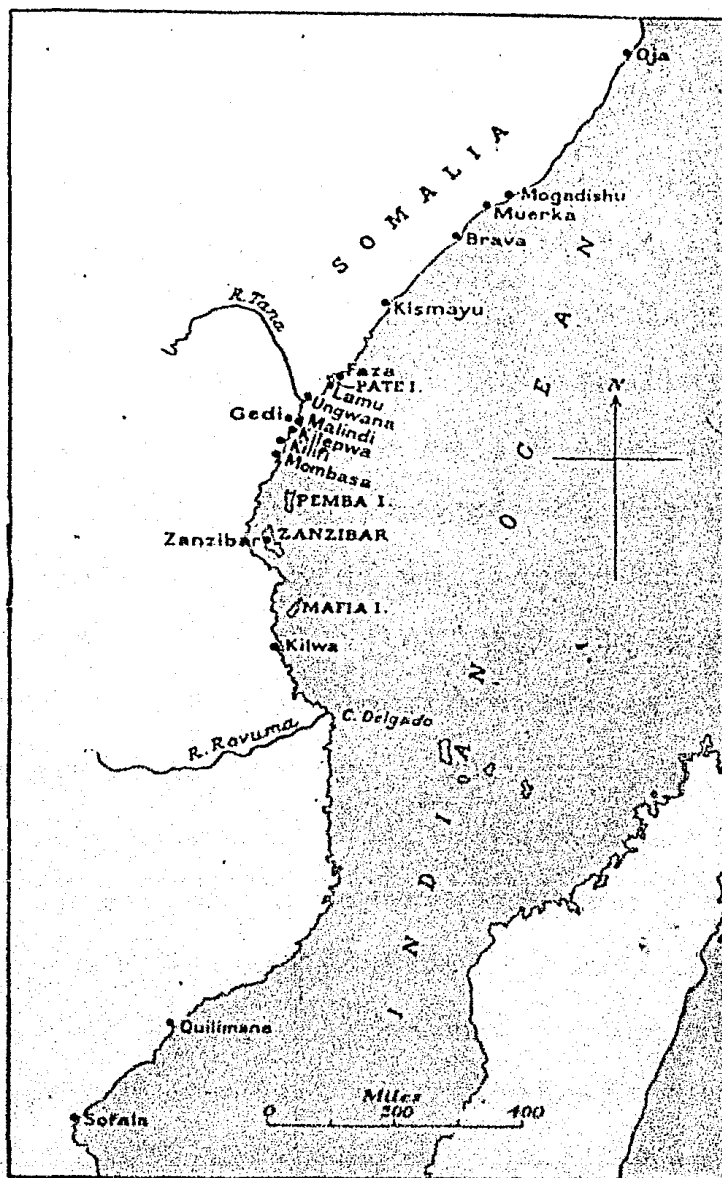 Oja
SOMALIA
Mogadishu
Muerka
Brava
Kismayu
R. Tana
Faza
PATE I.
Lamu
Ungwana
Gedi
Malindi
Kilepwa
Kilifi
Mombasa
PEMBA I.
Zanzibar
ZANZIBAR
MAFIA I.
Kilwa
C. Delgado
R. Rovuma
INDIAN OCEAN
N
Quilimane
Sofala
Miles
0 200 400